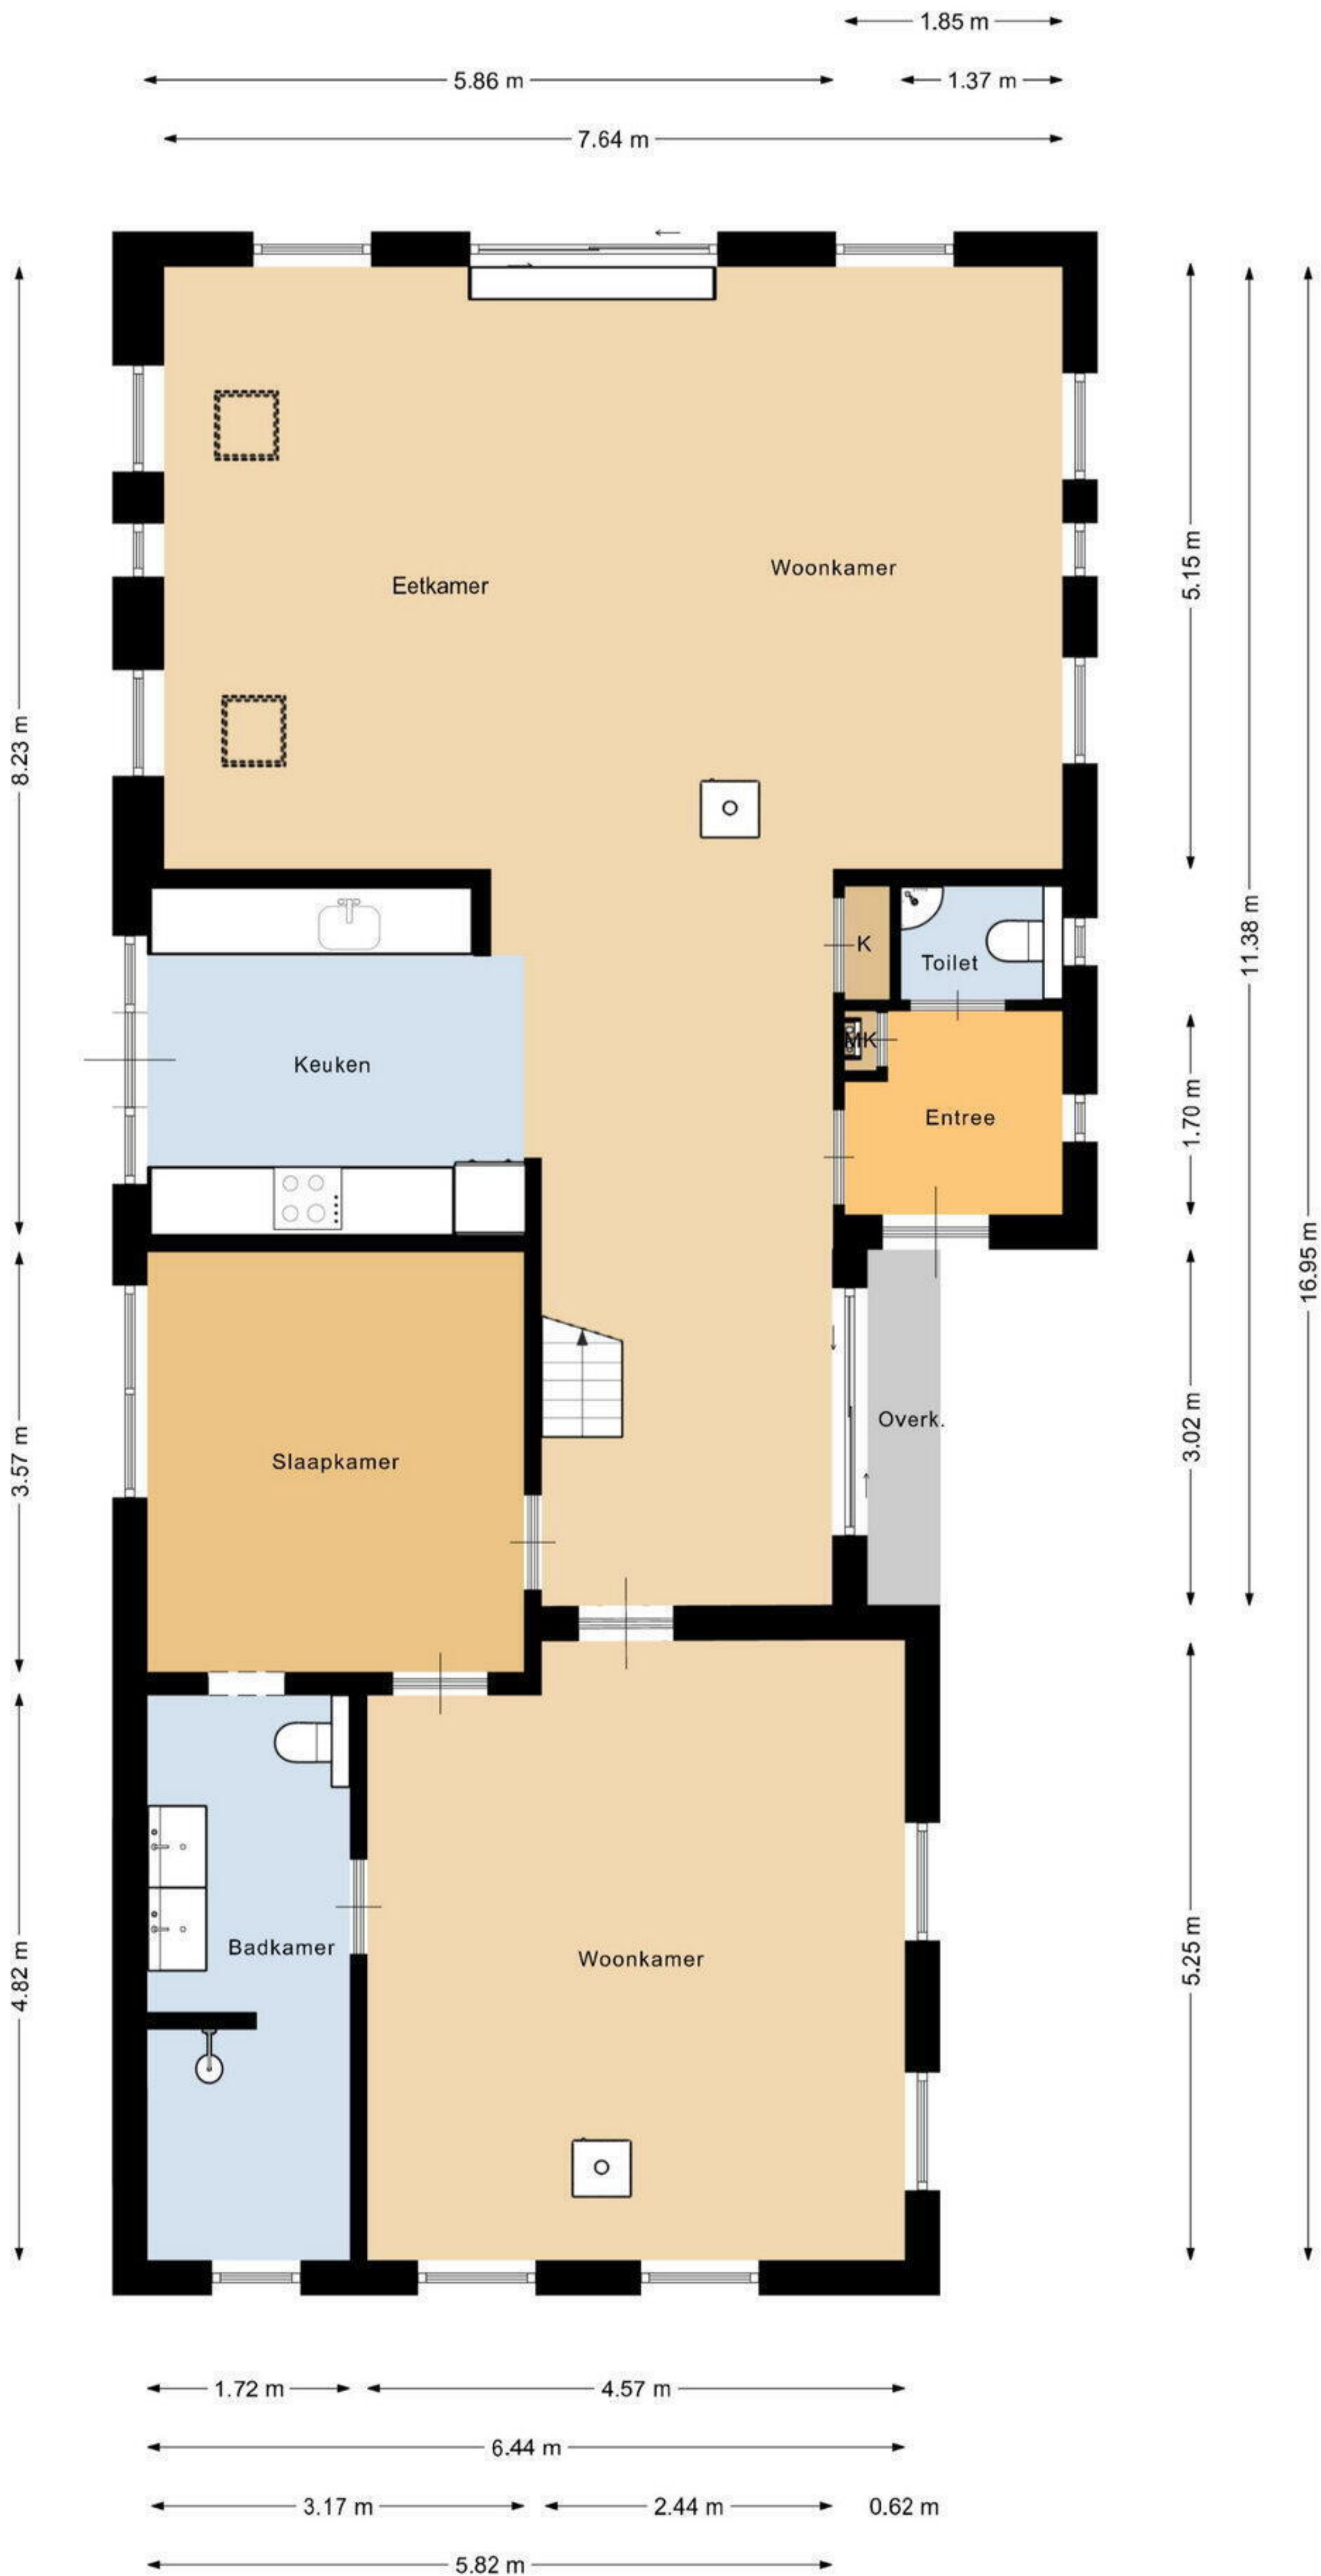 1.85 m
5.86 m
1.37 m
7.64 m
8.23 m
5.15 m
11.38 m
16.95 m
Eetkamer
Woonkamer
K
Toilet
MK
Keuken
Entree
1.70 m
3.57 m
Slaapkamer
Overk.
3.02 m
4.82 m
Badkamer
Woonkamer
5.25 m
1.72 m
4.57 m
6.44 m
3.17 m
2.44 m
0.62 m
5.82 m